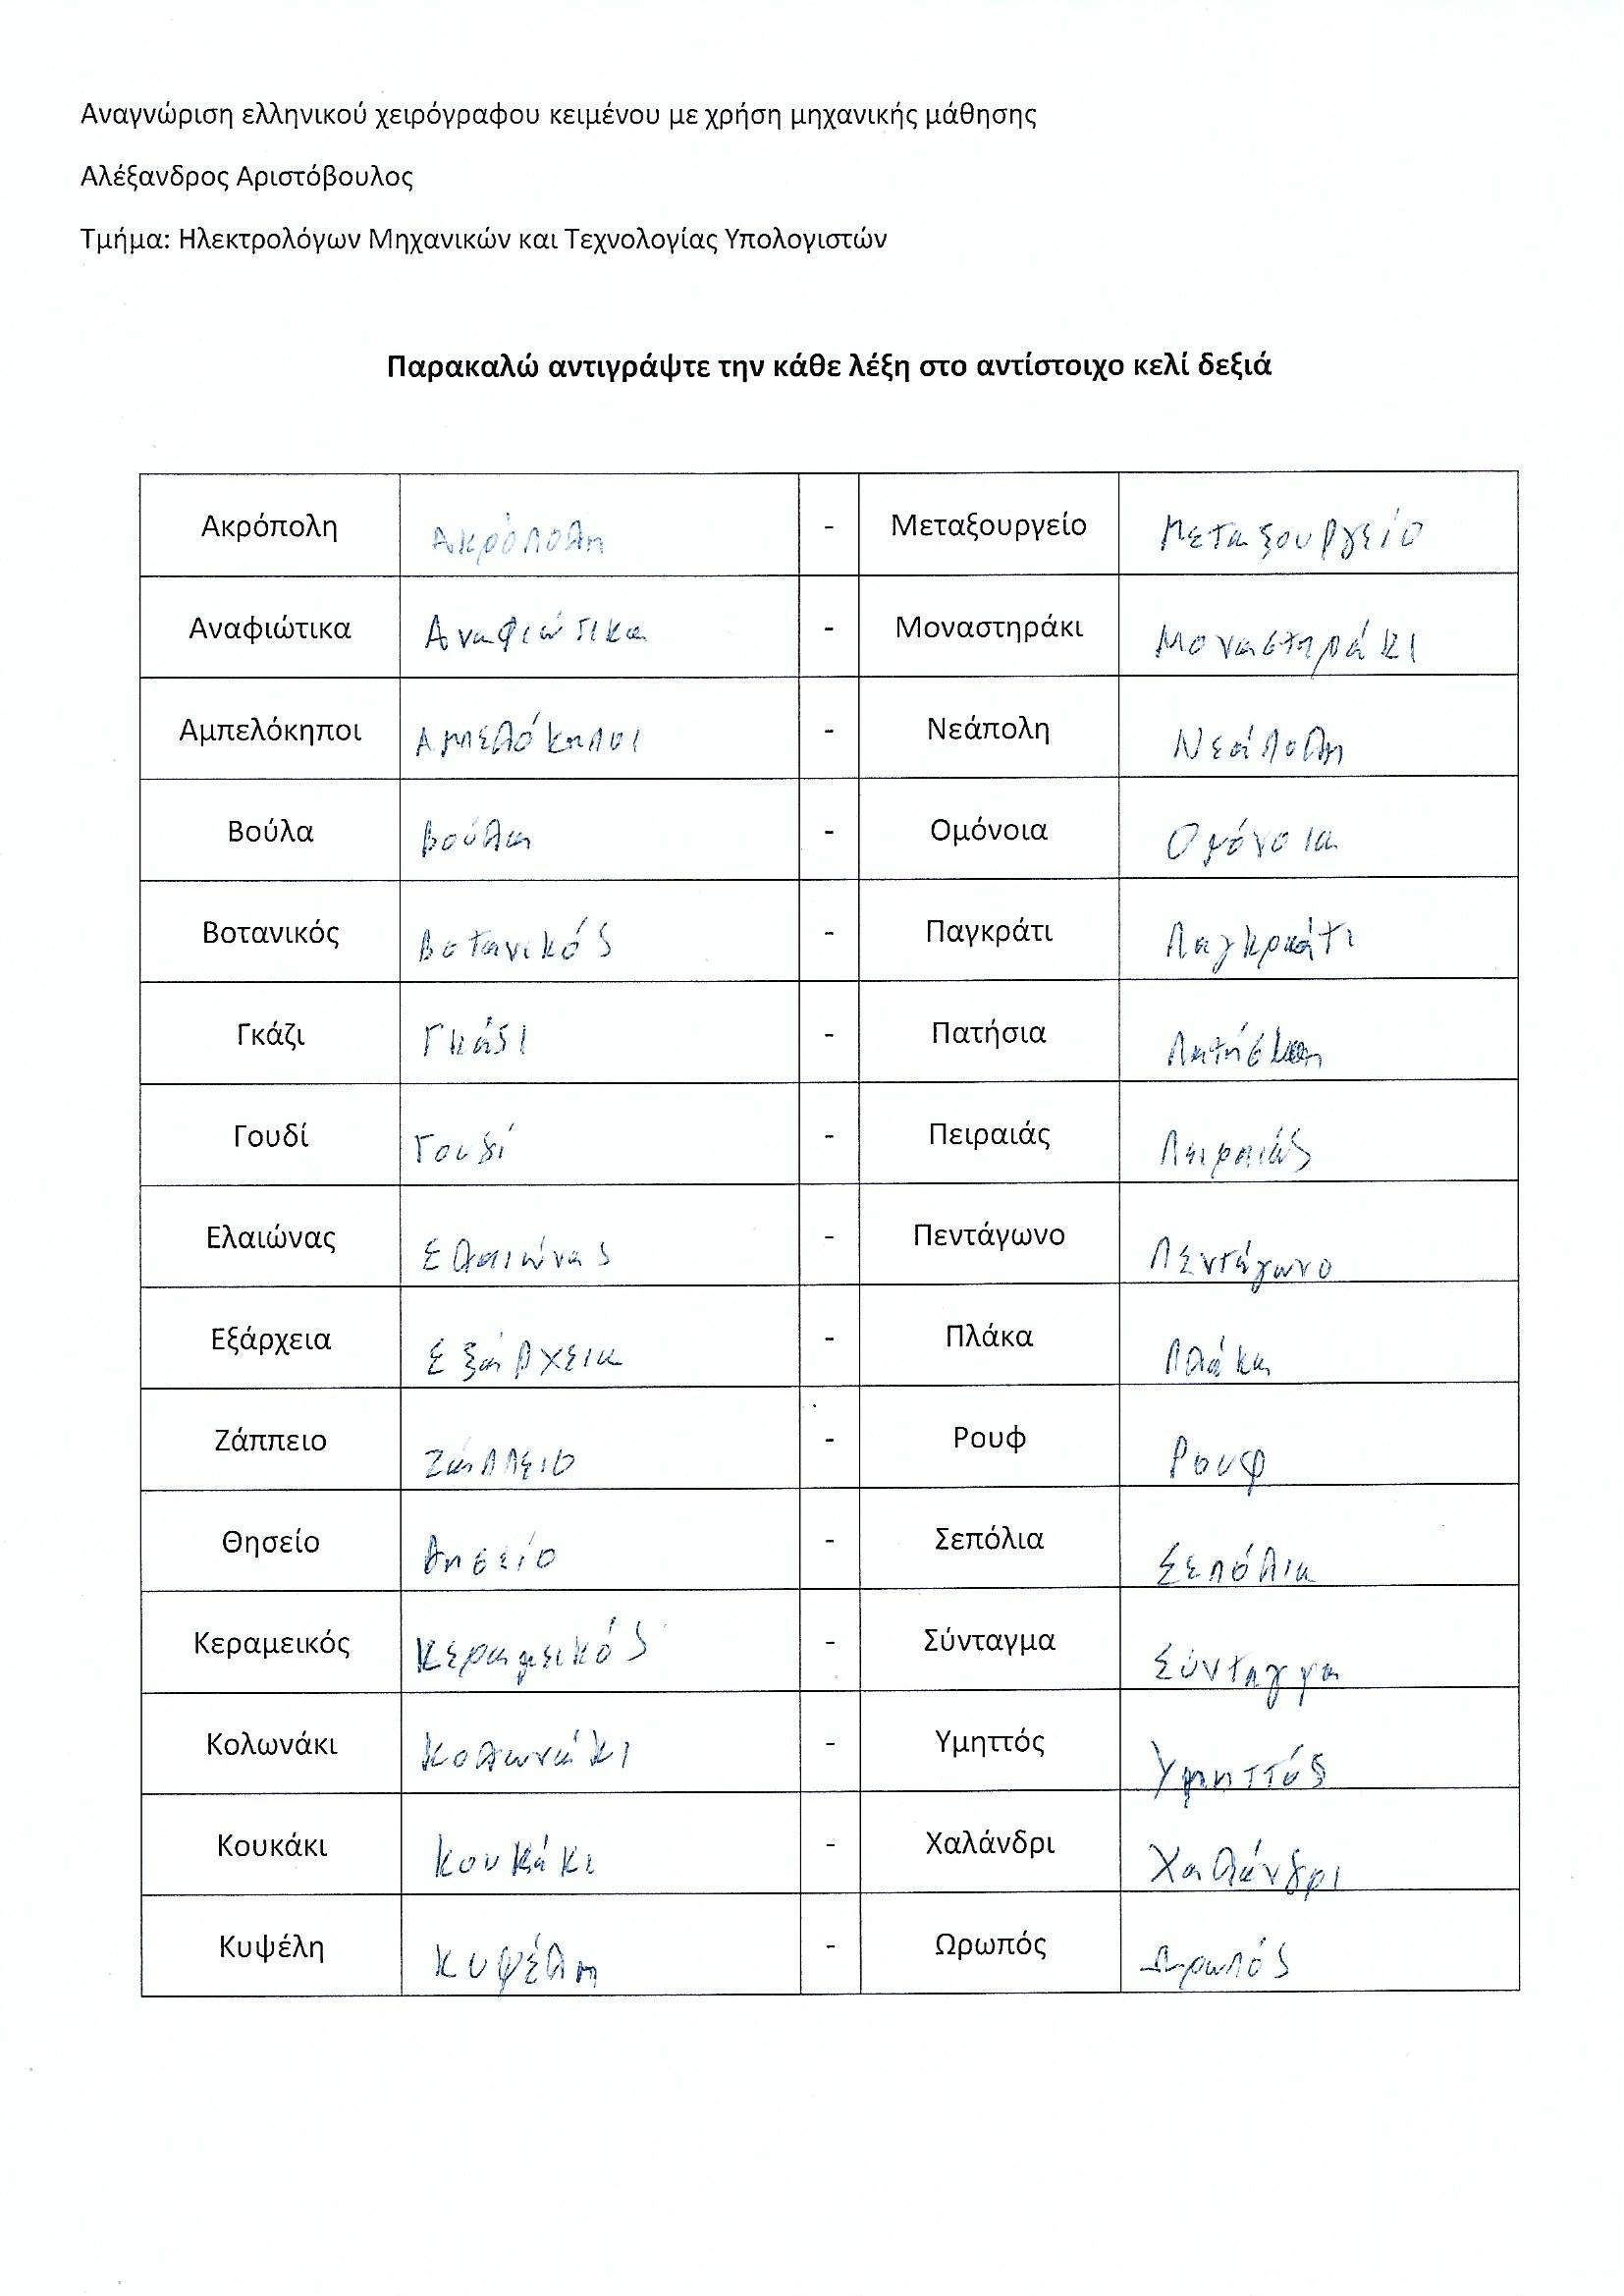 Αναγνώριση ελληνικού χειρόγραφου κειμένου με χρήση μηχανικής μάθησης
Αλέξανδρος Αριστόβουλος
Τμήμα: Ηλεκτρολόγων Μηχανικών και Τεχνολογίας Υπολογιστών
Παρακαλώ αντιγράψτε την κάθε λέξη στο αντίστοιχο κελί δεξιά
Ακρόπολη Ακρόπολη - Μεταξουργείο Μεταξουργείο
Αναφιώτικα Αναφιώτικα - Μοναστηράκι Μοναστηράκι
Αμπελόκηποι Αμπελόκηποι - Νεάπολη Νεάπολη
Βούλα Βούλα - Ομόνοια Ομόνοια
Βοτανικός Βοτανικός - Παγκράτι Παγκράτι
Γκάζι Γκάζι - Πατήσια Πατήσια
Γουδί Γουδί - Πειραιάς Πειραιάς
Ελαιώνας Ελαιώνας - Πεντάγωνο Πεντάγωνο
Εξάρχεια Εξάρχεια - Πλάκα Πλάκα
Ζάππειο Ζάππειο - Ρουφ Ρουφ
Θησείο Θησείο - Σεπόλια Σεπόλια
Κεραμεικός Κεραμεικός - Σύνταγμα Σύνταγμα
Κολωνάκι Κολωνάκι - Υμηττός Υμηττός
Κουκάκι Κουκάκι - Χαλάνδρι Χαλάνδρι
Κυψέλη Κυψέλη - Ωρωπός Ωρωπός